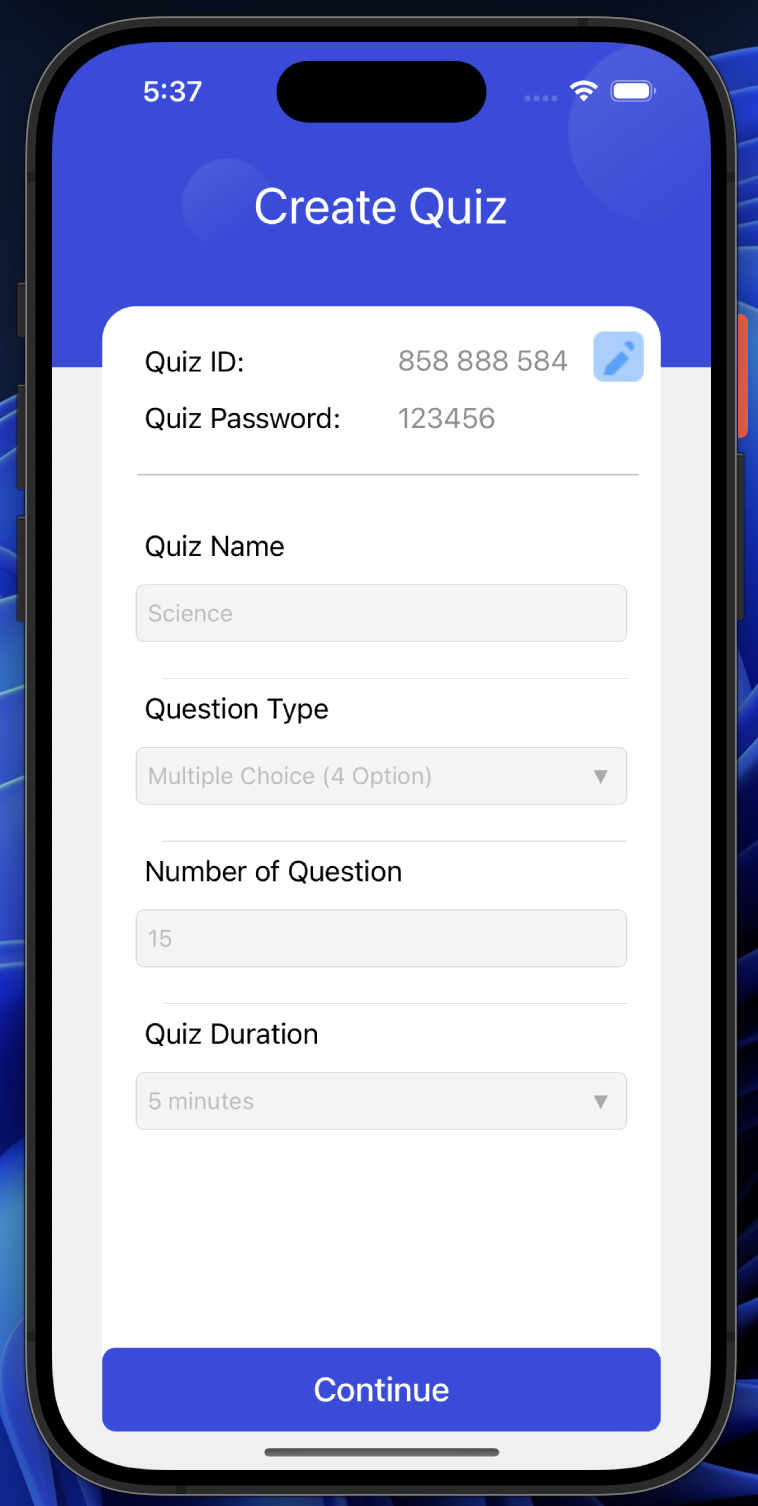 5:37
Create Quiz
Quiz ID: 858 888 584
Quiz Password: 123456
Quiz Name
Science
Question Type
Multiple Choice (4 Option) ▼
Number of Question
15
Quiz Duration
5 minutes ▼
Continue